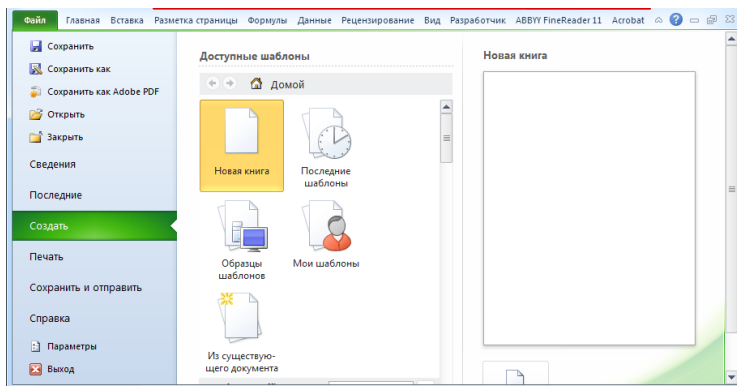 Файл Главная Вставка Разметка страницы Формулы Данные Рецензирование Вид Разработчик ABBYY FineReader 11 Acrobat
Сохранить
Сохранить как
Сохранить как Adobe PDF
Открыть
Закрыть
Сведения
Последние
Создать
Печать
Сохранить и отправить
Справка
Параметры
Выход
Доступные шаблоны
Домой
Новая книга
Последние
шаблоны
Образцы
шаблонов
Мои шаблоны
Из существую-
щего документа
Новая книга